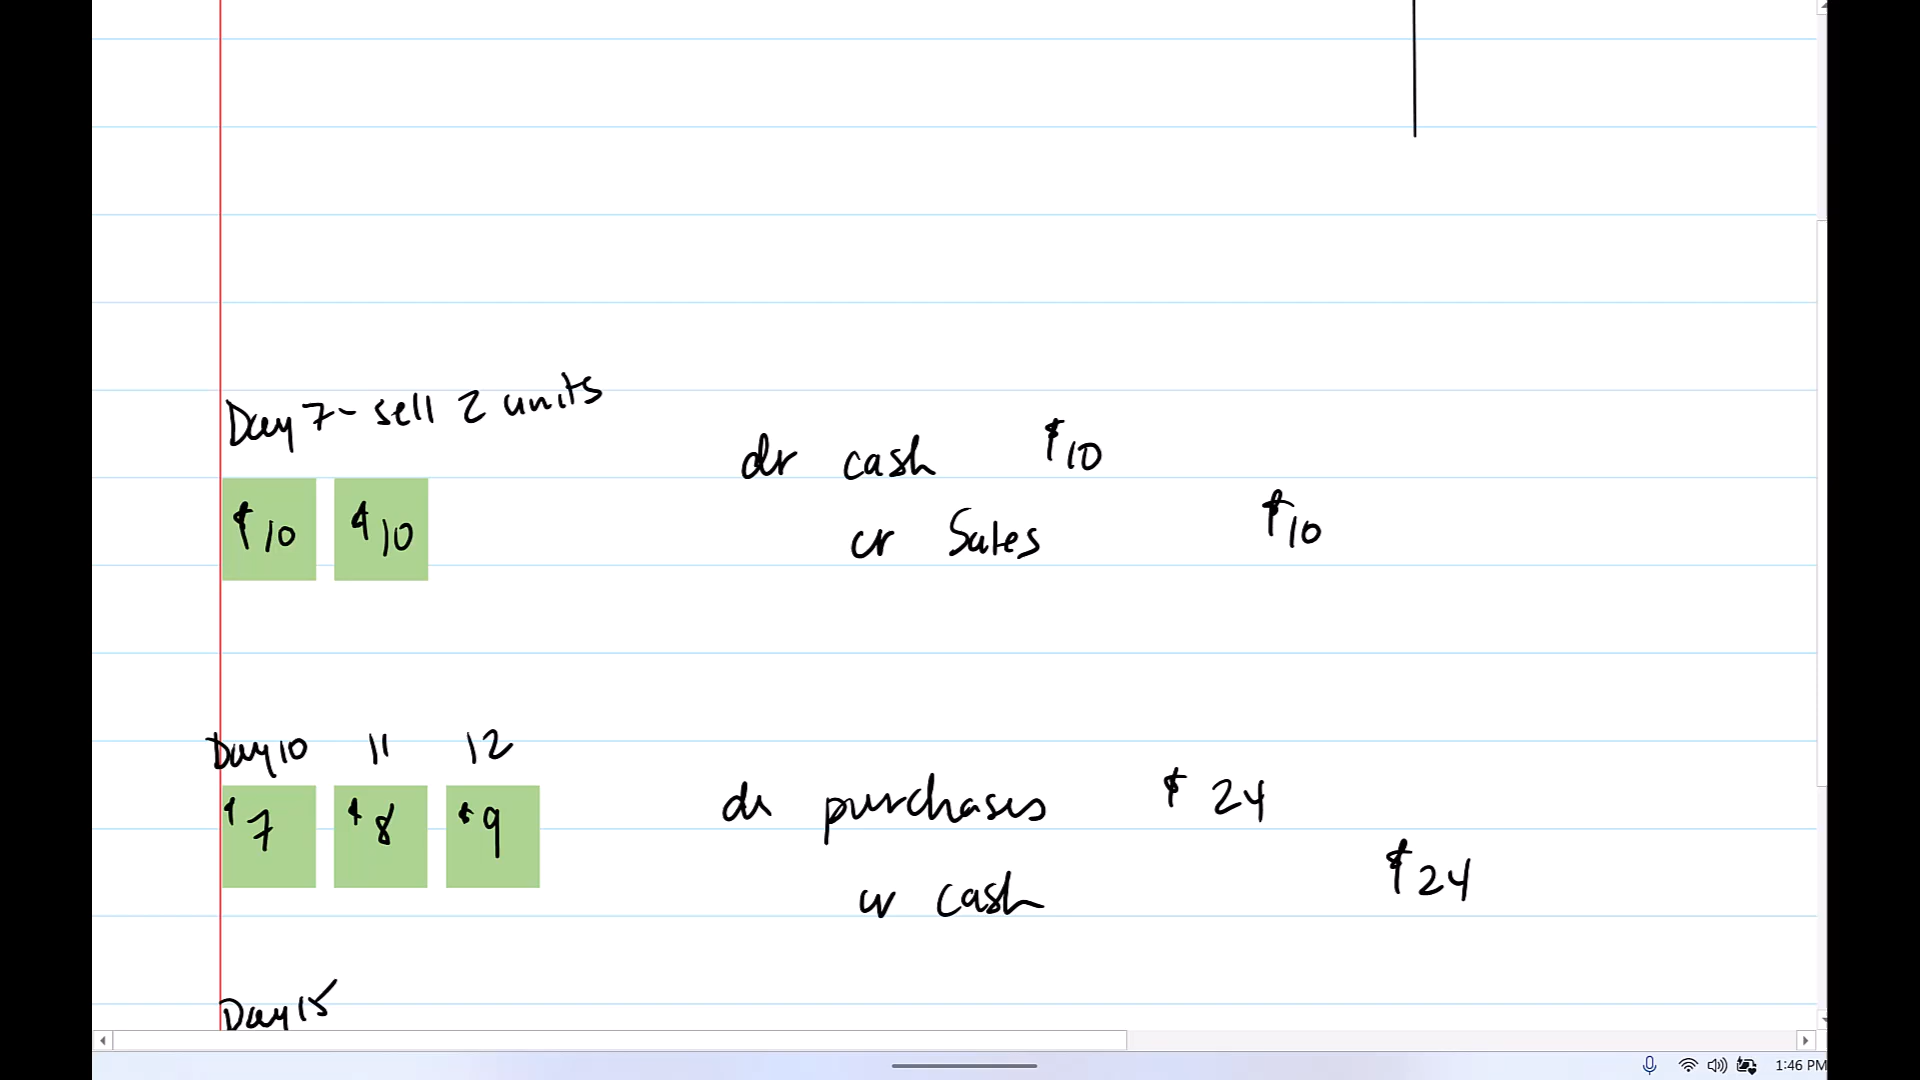 Day 7 - sell 2 units
dr cash $10
$10 $10
cr Sales $10
Day 10 11 12
$7 $8 $9
dr purchases $24
cr cash $24
Day 15
1:46 PM